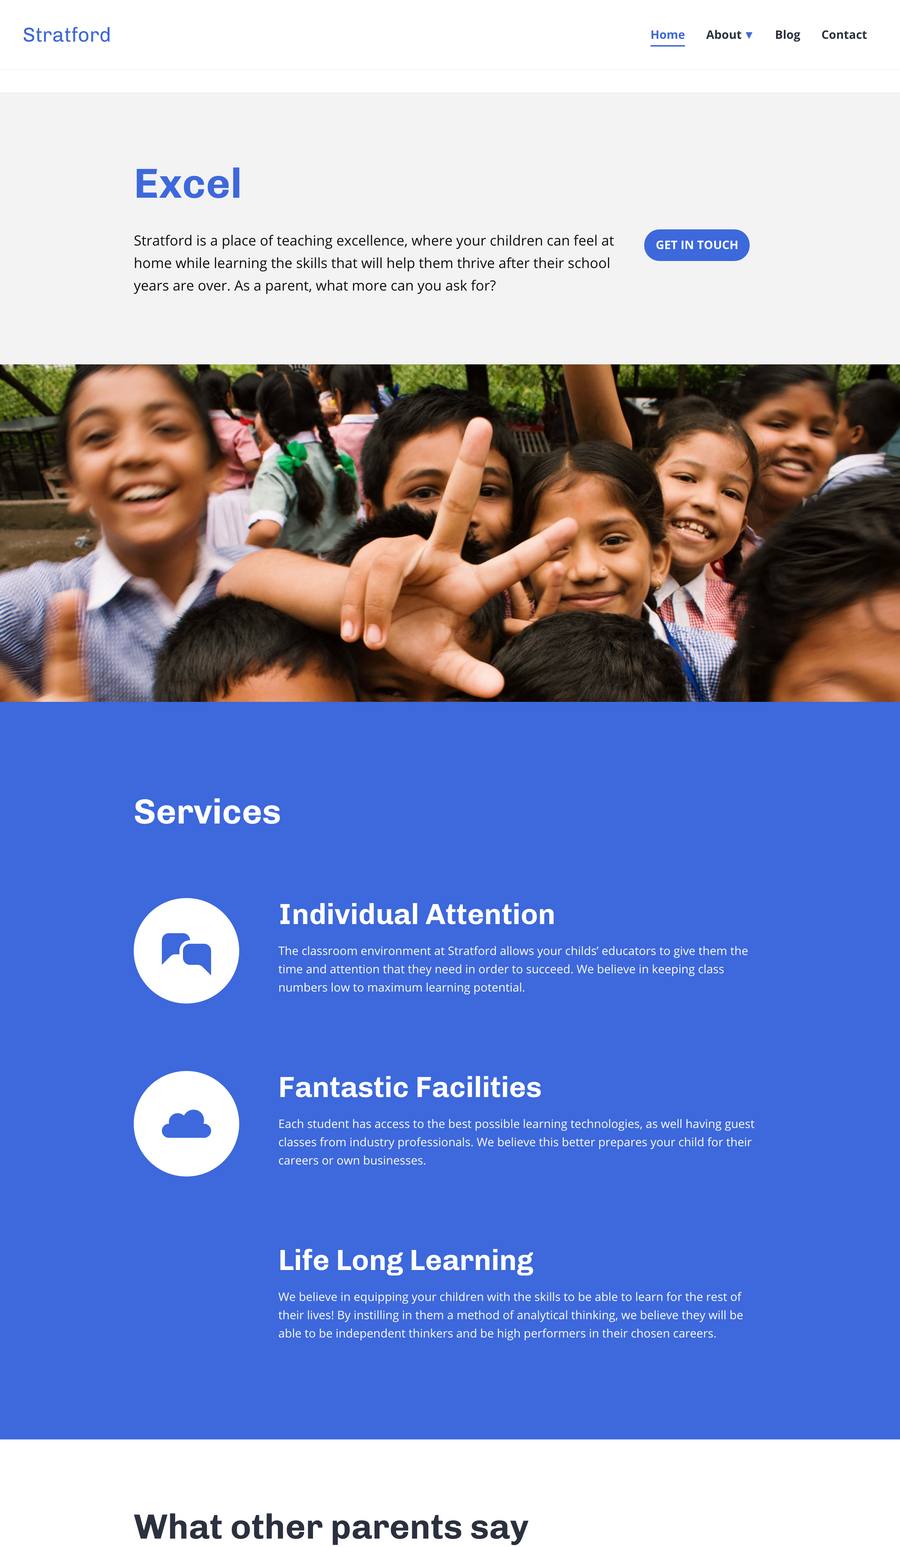 Stratford
Home About ▼ Blog Contact
Excel
Stratford is a place of teaching excellence, where your children can feel at
home while learning the skills that will help them thrive after their school
years are over. As a parent, what more can you ask for?
GET IN TOUCH
Services
Individual Attention
The classroom environment at Stratford allows your childs’ educators to give them the
time and attention that they need in order to succeed. We believe in keeping class
numbers low to maximum learning potential.
Fantastic Facilities
Each student has access to the best possible learning technologies, as well having guest
classes from industry professionals. We believe this better prepares your child for their
careers or own businesses.
Life Long Learning
We believe in equipping your children with the skills to be able to learn for the rest of
their lives! By instilling in them a method of analytical thinking, we believe they will be
able to be independent thinkers and be high performers in their chosen careers.
What other parents say